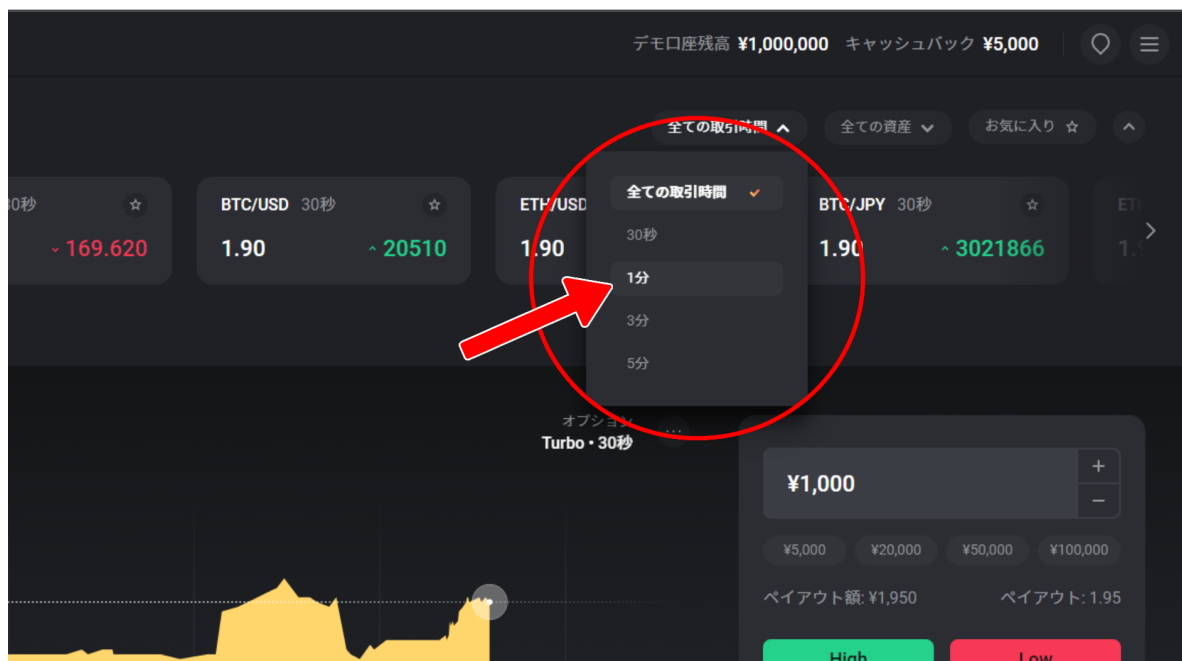 デモ口座残高 ¥1,000,000 キャッシュバック ¥5,000
全ての取引時間 全ての資産 お気に入り
30秒
169.620
BTC/USD 30秒
1.90 20510
ETH/USD
1.90
BTC/JPY 30秒
1.90 3021866
全ての取引時間
30秒
1分
3分
5分
オプション
Turbo • 30秒
¥1,000
+
−
¥5,000 ¥20,000 ¥50,000 ¥100,000
ペイアウト額: ¥1,950 ペイアウト: 1.95
High Low